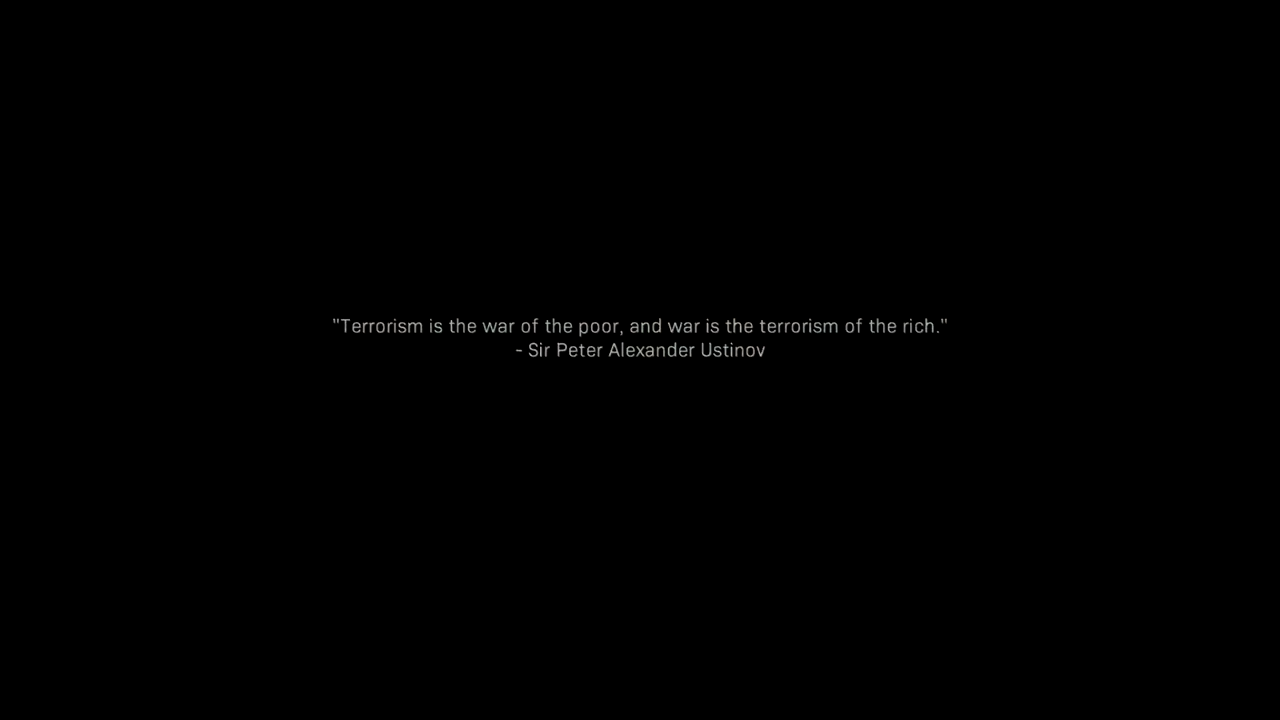 "Terrorism is the war of the poor, and war is the terrorism of the rich."
- Sir Peter Alexander Ustinov